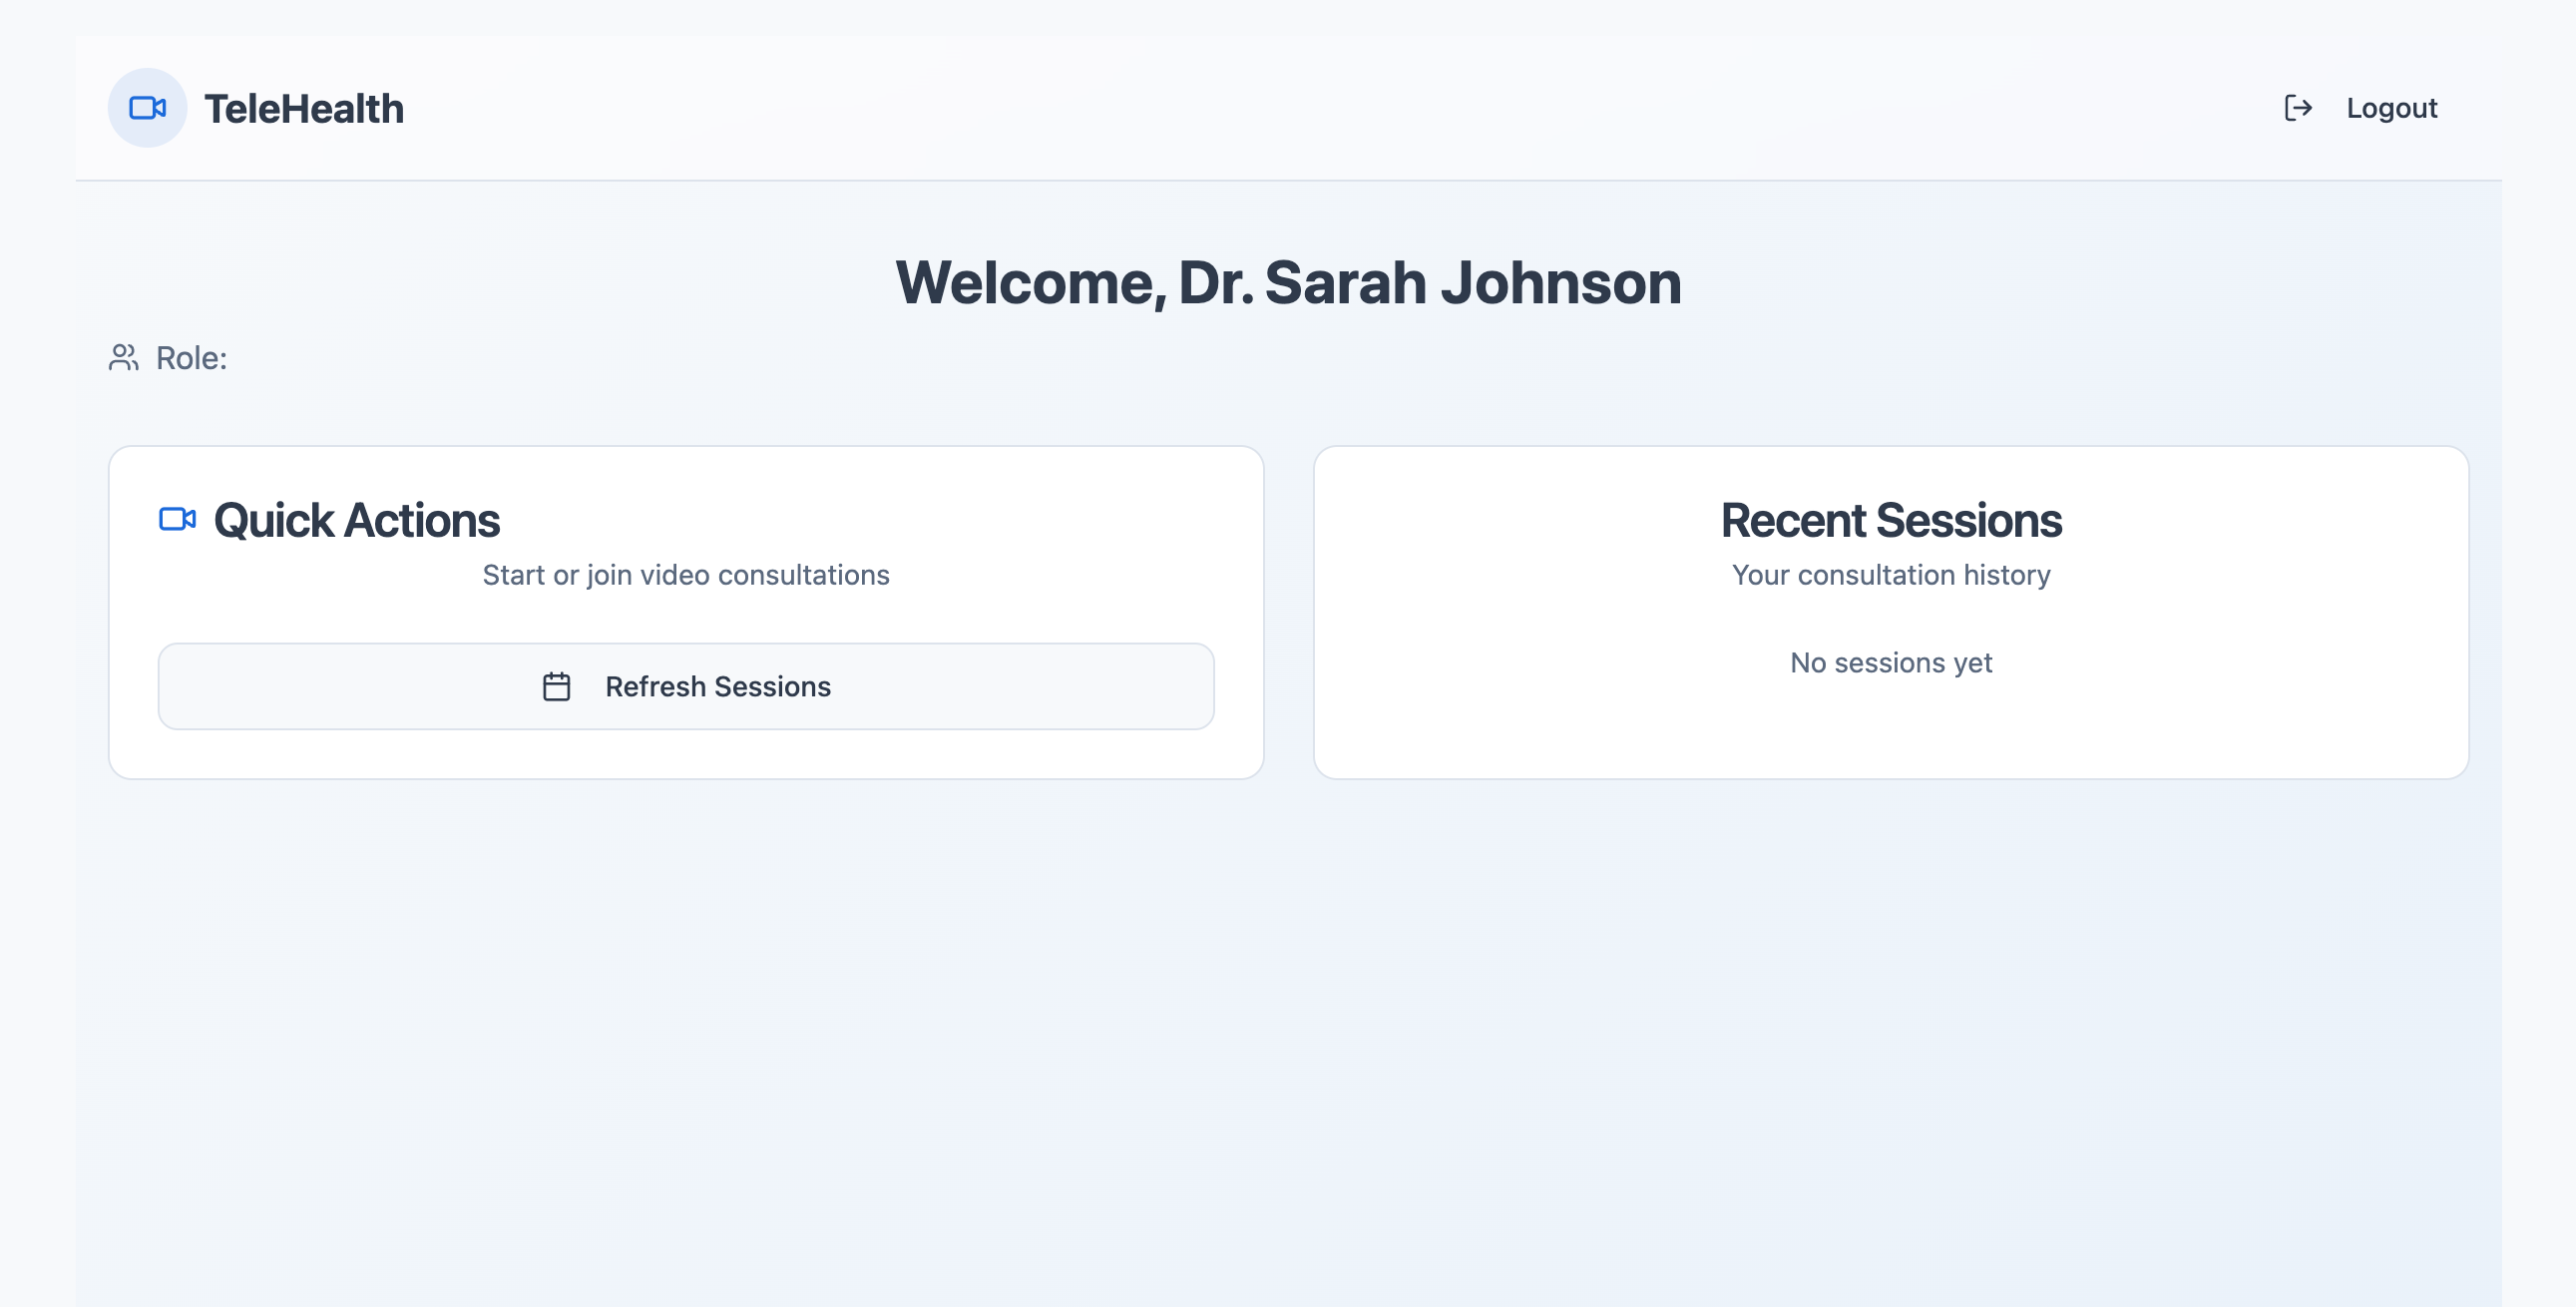 TeleHealth
Logout
Welcome, Dr. Sarah Johnson
Role:
Quick Actions
Start or join video consultations
Refresh Sessions
Recent Sessions
Your consultation history
No sessions yet